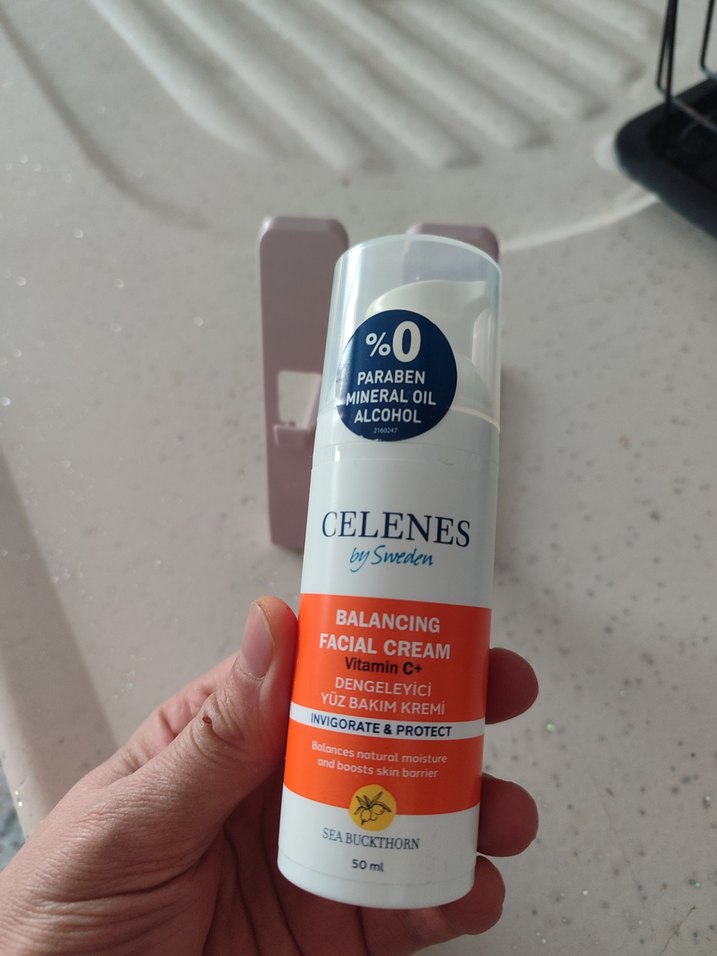 %0
PARABEN
MINERAL OIL
ALCOHOL
2160247
CELENES
by Sweden
BALANCING
FACIAL CREAM
Vitamin C+
DENGELEYİCİ
YÜZ BAKIM KREMİ
INVIGORATE & PROTECT
Balances natural moisture
and boosts skin barrier
SEA BUCKTHORN
50 ml